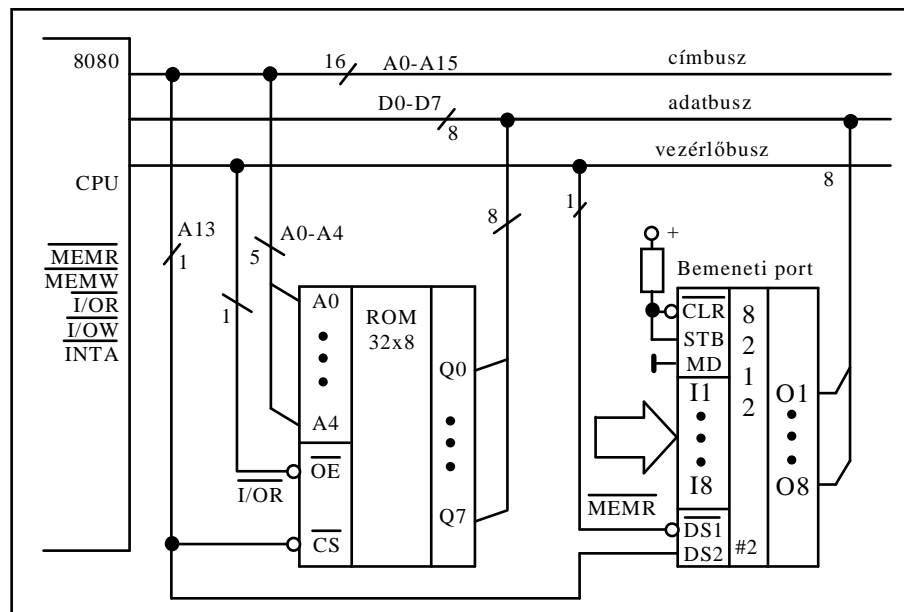 8080
CPU
MEMR
MEMW
I/OR
I/OW
INTA
16
A0-A15
címbusz
D0-D7
8
adatbusz
vezérlőbusz
8
A13
1
5
A0-A4
1
8
1
I/OR
A0
A4
OE
CS
ROM
32x8
Q0
Q7
+
Bemeneti port
CLR
STB
MD
I1
I8
DS1
DS2
8
2
1
2
#2
O1
O8
MEMR